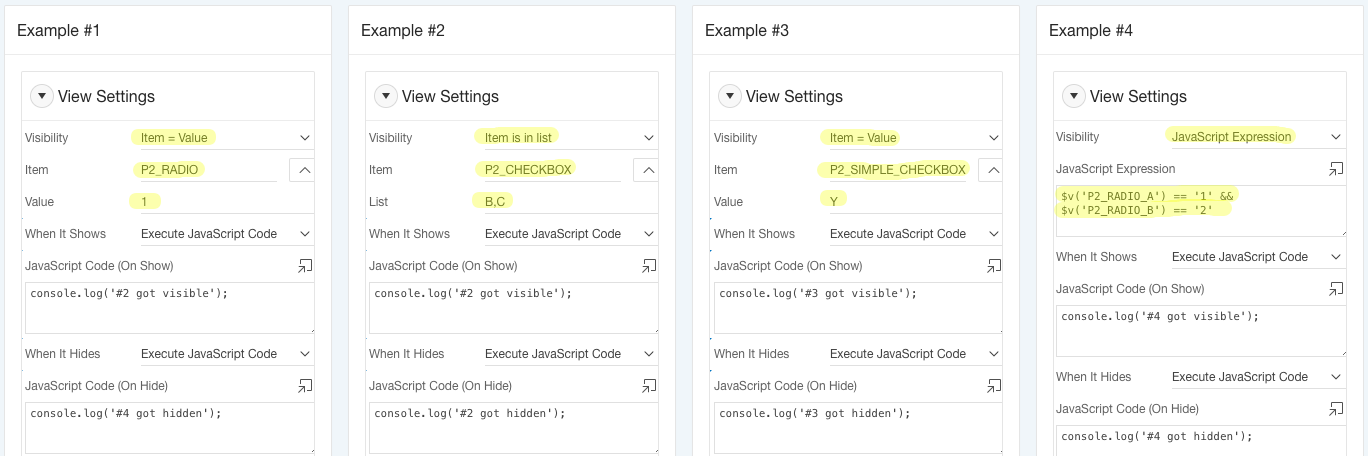 Example #1
View Settings
Visibility Item = Value
Item P2_RADIO
Value 1
When It Shows Execute JavaScript Code
JavaScript Code (On Show)
console.log('#2 got visible');
When It Hides Execute JavaScript Code
JavaScript Code (On Hide)
console.log('#4 got hidden');
Example #2
View Settings
Visibility Item is in list
Item P2_CHECKBOX
List B,C
When It Shows Execute JavaScript Code
JavaScript Code (On Show)
console.log('#2 got visible');
When It Hides Execute JavaScript Code
JavaScript Code (On Hide)
console.log('#2 got hidden');
Example #3
View Settings
Visibility Item = Value
Item P2_SIMPLE_CHECKBOX
Value Y
When It Shows Execute JavaScript Code
JavaScript Code (On Show)
console.log('#3 got visible');
When It Hides Execute JavaScript Code
JavaScript Code (On Hide)
console.log('#3 got hidden');
Example #4
View Settings
Visibility JavaScript Expression
JavaScript Expression
$v('P2_RADIO_A') == '1' &&
$v('P2_RADIO_B') == '2'
When It Shows Execute JavaScript Code
JavaScript Code (On Show)
console.log('#4 got visible');
When It Hides Execute JavaScript Code
JavaScript Code (On Hide)
console.log('#4 got hidden');